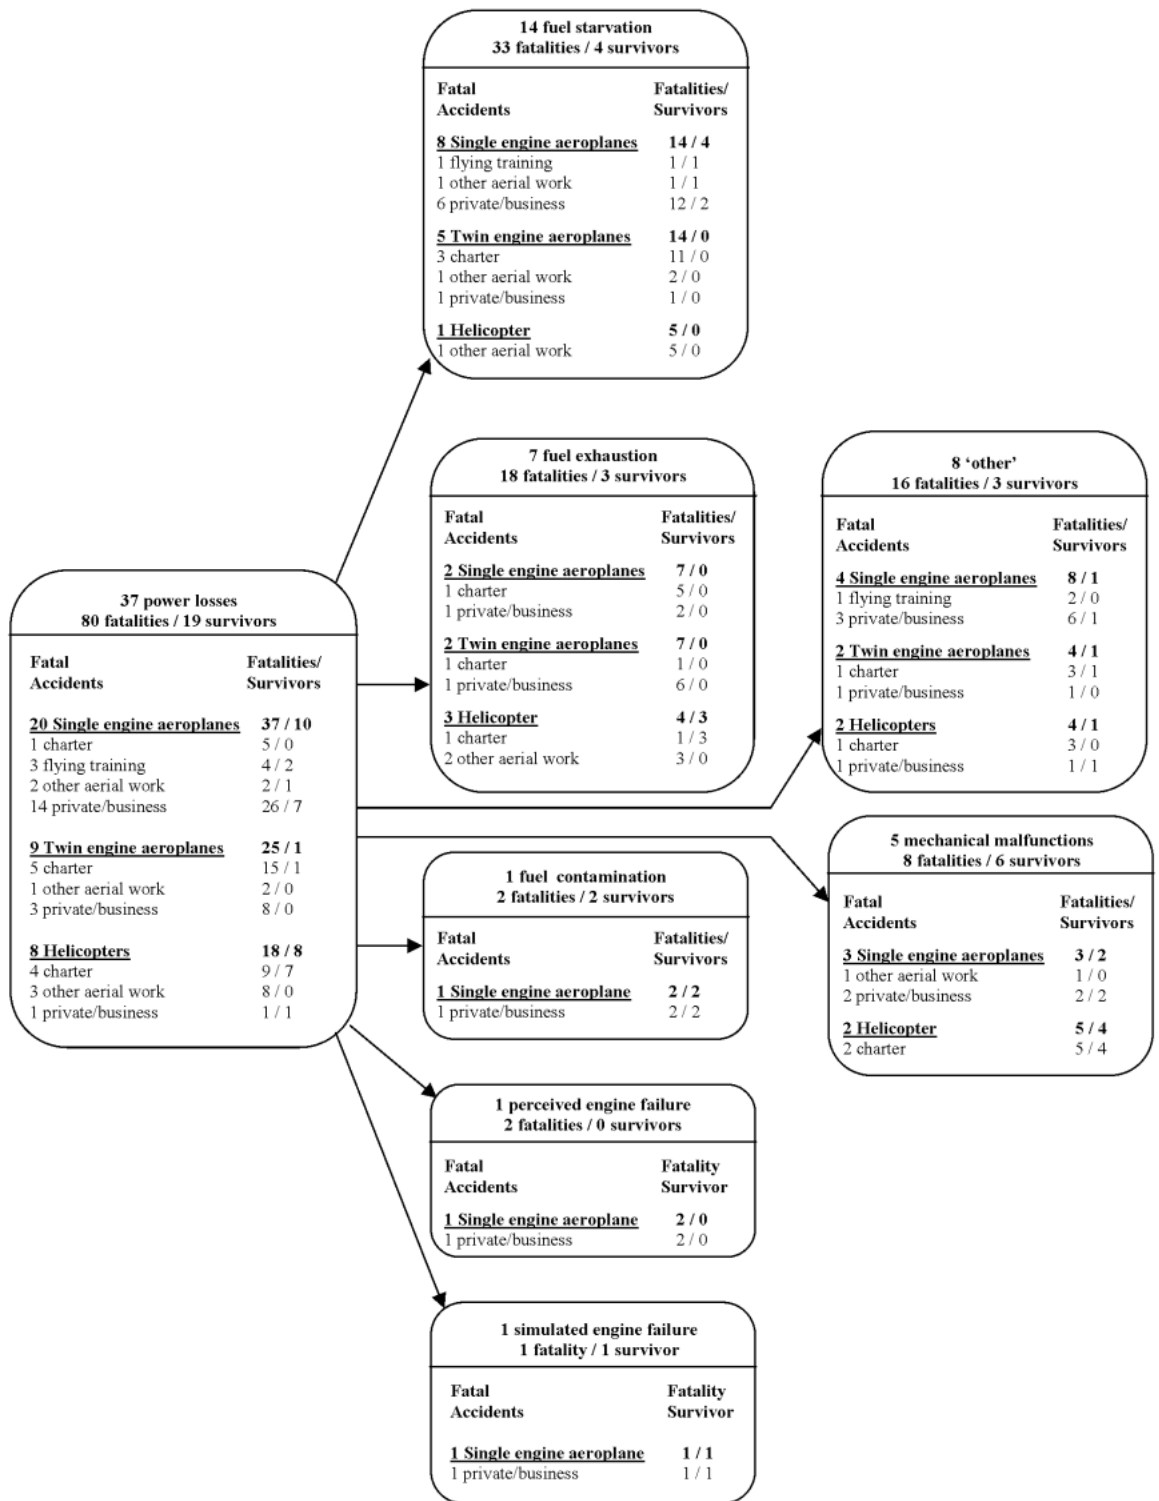 14 fuel starvation
33 fatalities / 4 survivors
Fatal Accidents Fatalities/ Survivors
8 Single engine aeroplanes 14 / 4
1 flying training 1 / 1
1 other aerial work 1 / 1
6 private/business 12 / 2
5 Twin engine aeroplanes 14 / 0
3 charter 11 / 0
1 other aerial work 2 / 0
1 private/business 1 / 0
1 Helicopter 5 / 0
1 other aerial work 5 / 0
7 fuel exhaustion
18 fatalities / 3 survivors
Fatal Accidents Fatalities/ Survivors
2 Single engine aeroplanes 7 / 0
1 charter 5 / 0
1 private/business 2 / 0
2 Twin engine aeroplanes 7 / 0
1 charter 1 / 0
1 private/business 6 / 0
3 Helicopter 4 / 3
1 charter 1 / 3
2 other aerial work 3 / 0
8 ‘other’
16 fatalities / 3 survivors
Fatal Accidents Fatalities/ Survivors
4 Single engine aeroplanes 8 / 1
1 flying training 2 / 0
3 private/business 6 / 1
2 Twin engine aeroplanes 4 / 1
1 charter 3 / 1
1 private/business 1 / 0
2 Helicopters 4 / 1
1 charter 3 / 0
1 private/business 1 / 1
37 power losses
80 fatalities / 19 survivors
Fatal Accidents Fatalities/ Survivors
20 Single engine aeroplanes 37 / 10
1 charter 5 / 0
3 flying training 4 / 2
2 other aerial work 2 / 1
14 private/business 26 / 7
9 Twin engine aeroplanes 25 / 1
5 charter 15 / 1
1 other aerial work 2 / 0
3 private/business 8 / 0
8 Helicopters 18 / 8
4 charter 9 / 7
3 other aerial work 8 / 0
1 private/business 1 / 1
5 mechanical malfunctions
8 fatalities / 6 survivors
Fatal Accidents Fatalities/ Survivors
3 Single engine aeroplanes 3 / 2
1 other aerial work 1 / 0
2 private/business 2 / 2
2 Helicopter 5 / 4
2 charter 5 / 4
1 fuel contamination
2 fatalities / 2 survivors
Fatal Accidents Fatalities/ Survivors
1 Single engine aeroplane 2 / 2
1 private/business 2 / 2
1 perceived engine failure
2 fatalities / 0 survivors
Fatal Accidents Fatality Survivor
1 Single engine aeroplane 2 / 0
1 private/business 2 / 0
1 simulated engine failure
1 fatality / 1 survivor
Fatal Accidents Fatality Survivor
1 Single engine aeroplane 1 / 1
1 private/business 1 / 1